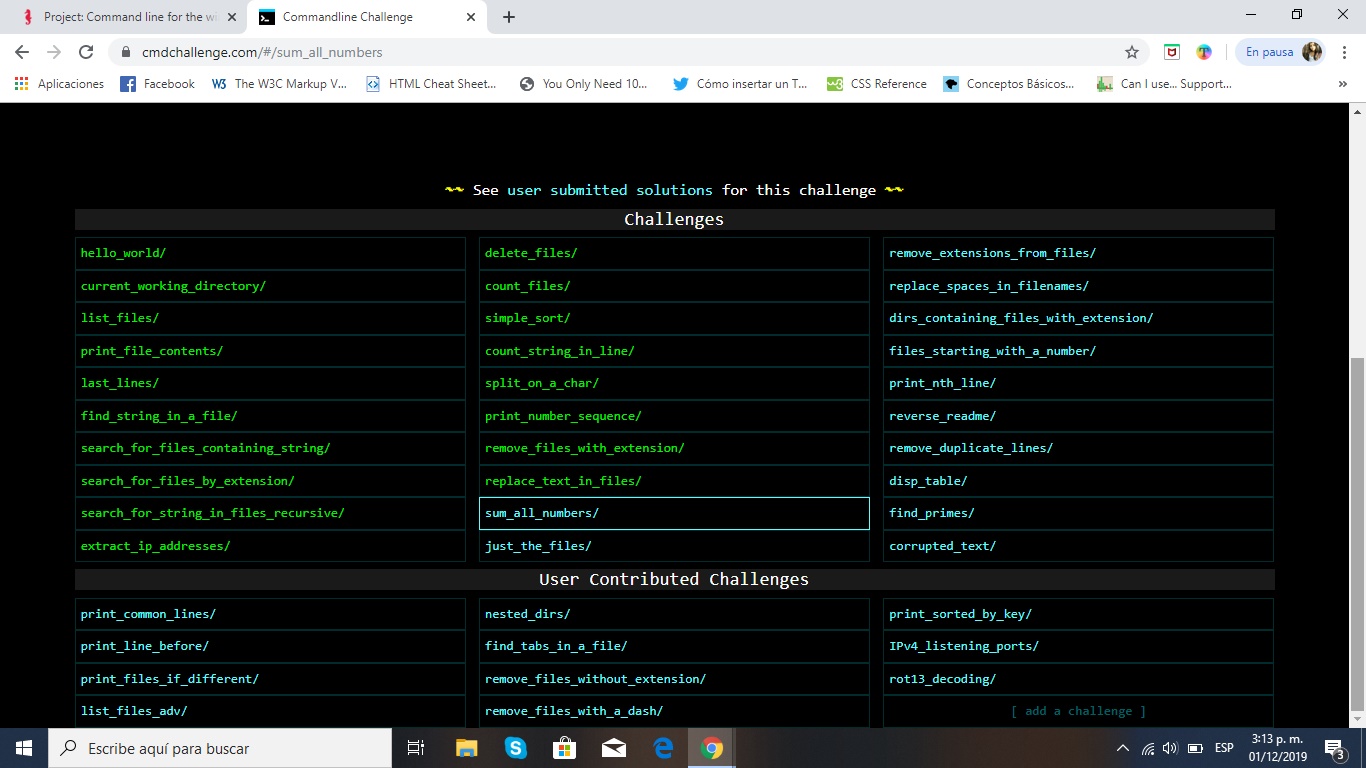 Project: Command line for the wi
Commandline Challenge
cmdchallenge.com/#/sum_all_numbers
En pausa
Aplicaciones
Facebook
The W3C Markup V...
HTML Cheat Sheet...
You Only Need 10...
Cómo insertar un T...
CSS Reference
Conceptos Básicos...
Can I use... Support...
See user submitted solutions for this challenge
Challenges
hello_world/
current_working_directory/
list_files/
print_file_contents/
last_lines/
find_string_in_a_file/
search_for_files_containing_string/
search_for_files_by_extension/
search_for_string_in_files_recursive/
extract_ip_addresses/
delete_files/
count_files/
simple_sort/
count_string_in_line/
split_on_a_char/
print_number_sequence/
remove_files_with_extension/
replace_text_in_files/
sum_all_numbers/
just_the_files/
remove_extensions_from_files/
replace_spaces_in_filenames/
dirs_containing_files_with_extension/
files_starting_with_a_number/
print_nth_line/
reverse_readme/
remove_duplicate_lines/
disp_table/
find_primes/
corrupted_text/
User Contributed Challenges
print_common_lines/
print_line_before/
print_files_if_different/
list_files_adv/
nested_dirs/
find_tabs_in_a_file/
remove_files_without_extension/
remove_files_with_a_dash/
print_sorted_by_key/
IPv4_listening_ports/
rot13_decoding/
[ add a challenge ]
Escribe aquí para buscar
ESP
3:13 p. m.
01/12/2019
3